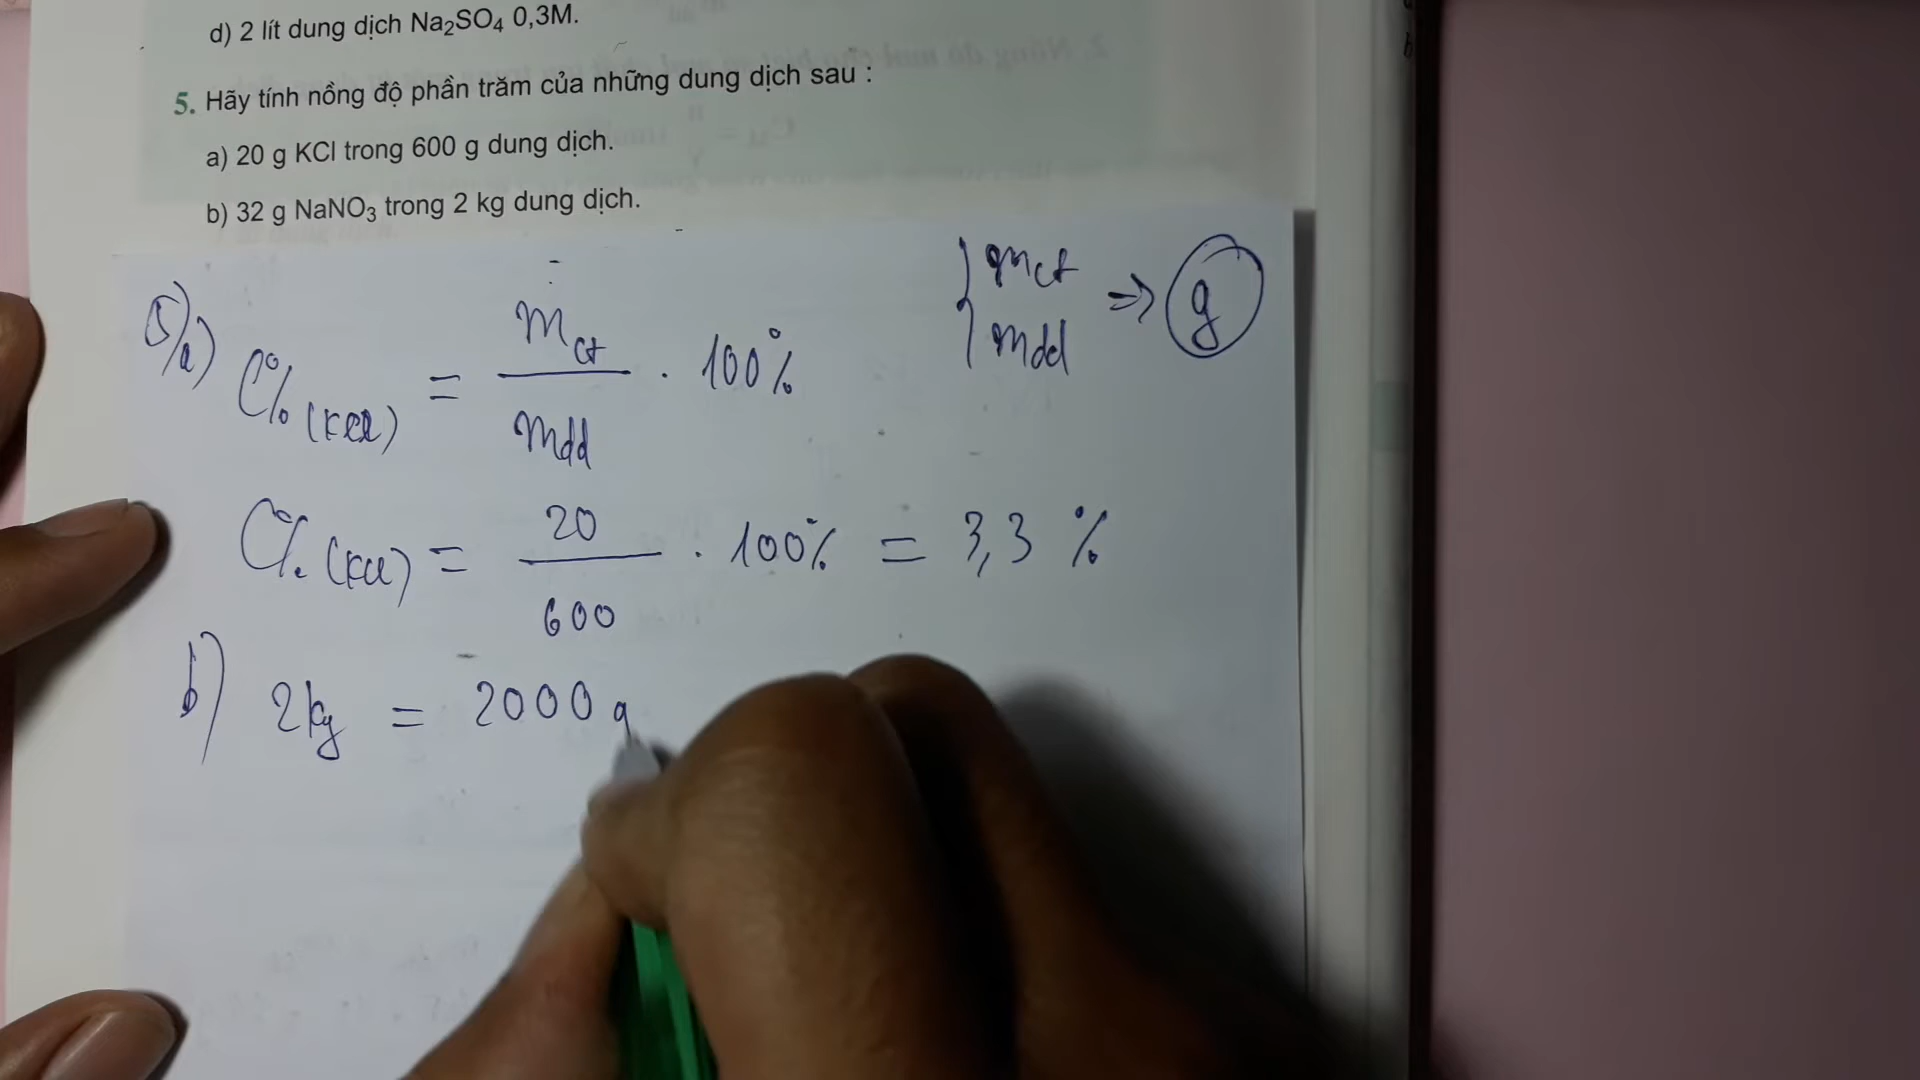 d) 2 lít dung dịch Na₂SO₄ 0,3M.
5. Hãy tính nồng độ phần trăm của những dung dịch sau :
a) 20 g KCl trong 600 g dung dịch.
b) 32 g NaNO₃ trong 2 kg dung dịch.
5/a) C% (KCl) = mct / mdd . 100%
mct
mdd
=> g
C% (KCl) = 20 / 600 . 100% = 3,3 %
b) 2kg = 2000 g